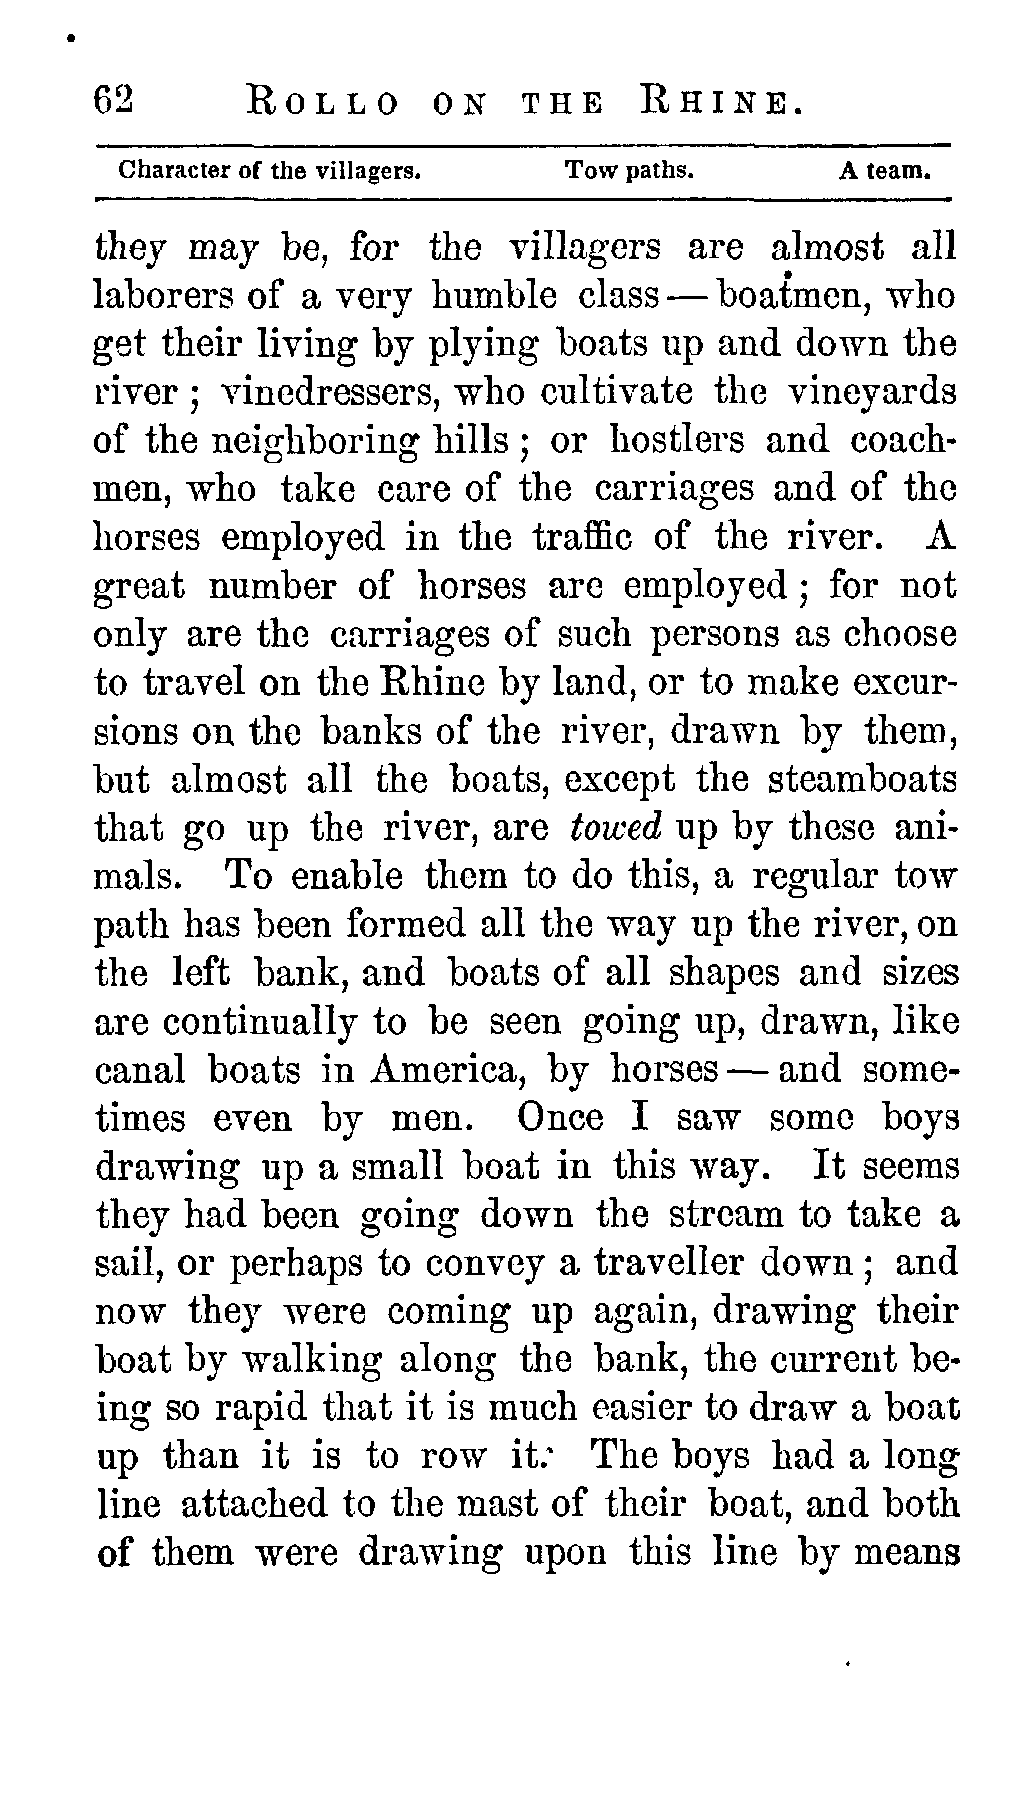 62 ROLLO ON THE RHINE.
Character of the villagers. Tow paths. A team.
they may be, for the villagers are almost all
laborers of a very humble class — boatmen, who
get their living by plying boats up and down the
river ; vinedressers, who cultivate the vineyards
of the neighboring hills ; or hostlers and coach-
men, who take care of the carriages and of the
horses employed in the traffic of the river. A
great number of horses are employed ; for not
only are the carriages of such persons as choose
to travel on the Rhine by land, or to make excur-
sions on the banks of the river, drawn by them,
but almost all the boats, except the steamboats
that go up the river, are towed up by these ani-
mals. To enable them to do this, a regular tow
path has been formed all the way up the river, on
the left bank, and boats of all shapes and sizes
are continually to be seen going up, drawn, like
canal boats in America, by horses — and some-
times even by men. Once I saw some boys
drawing up a small boat in this way. It seems
they had been going down the stream to take a
sail, or perhaps to convey a traveller down ; and
now they were coming up again, drawing their
boat by walking along the bank, the current be-
ing so rapid that it is much easier to draw a boat
up than it is to row it. The boys had a long
line attached to the mast of their boat, and both
of them were drawing upon this line by means